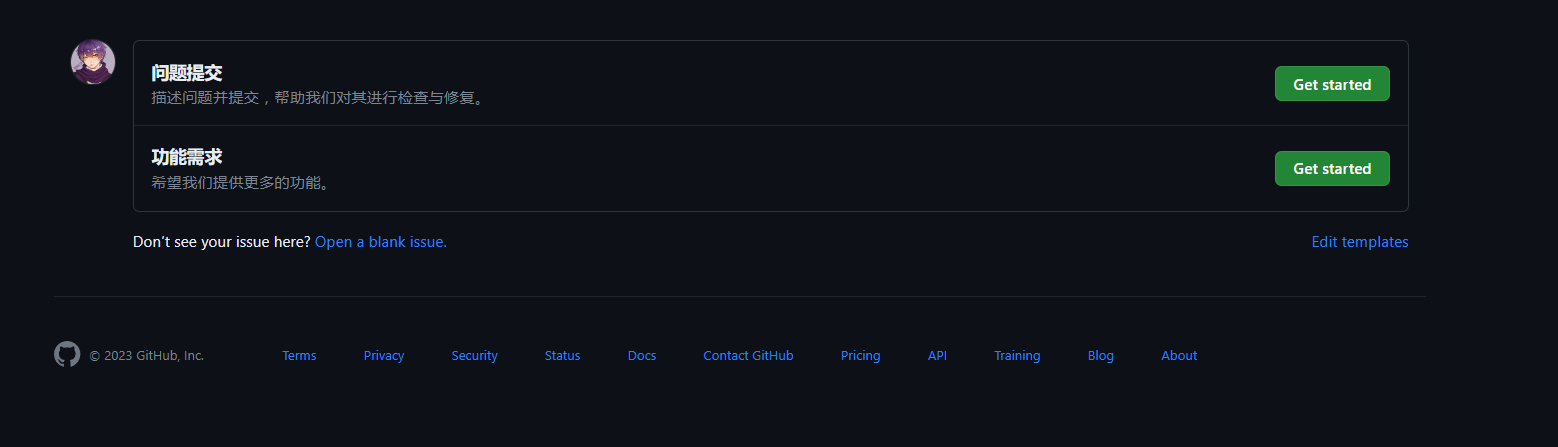 问题提交
描述问题并提交，帮助我们对其进行检查与修复。
Get started
功能需求
希望我们提供更多的功能。
Get started
Don’t see your issue here? Open a blank issue.
Edit templates
© 2023 GitHub, Inc. Terms Privacy Security Status Docs Contact GitHub Pricing API Training Blog About